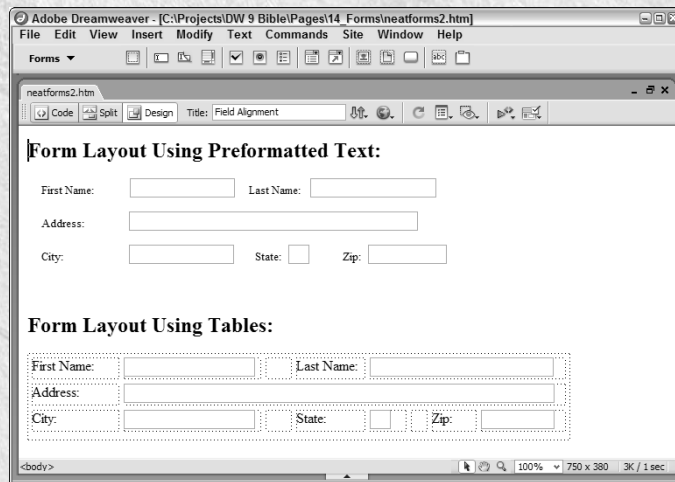 Adobe Dreamweaver - [C:\Projects\DW 9 Bible\Pages\14_Forms\neatforms2.htm]
File Edit View Insert Modify Text Commands Site Window Help
Forms
abc
neatforms2.htm
Code Split Design Title: Field Alignment
Form Layout Using Preformatted Text:
First Name: Last Name:
Address:
City: State: Zip:
Form Layout Using Tables:
First Name: Last Name:
Address:
City: State: Zip:
<body> 100% 750 x 380 3K / 1 sec